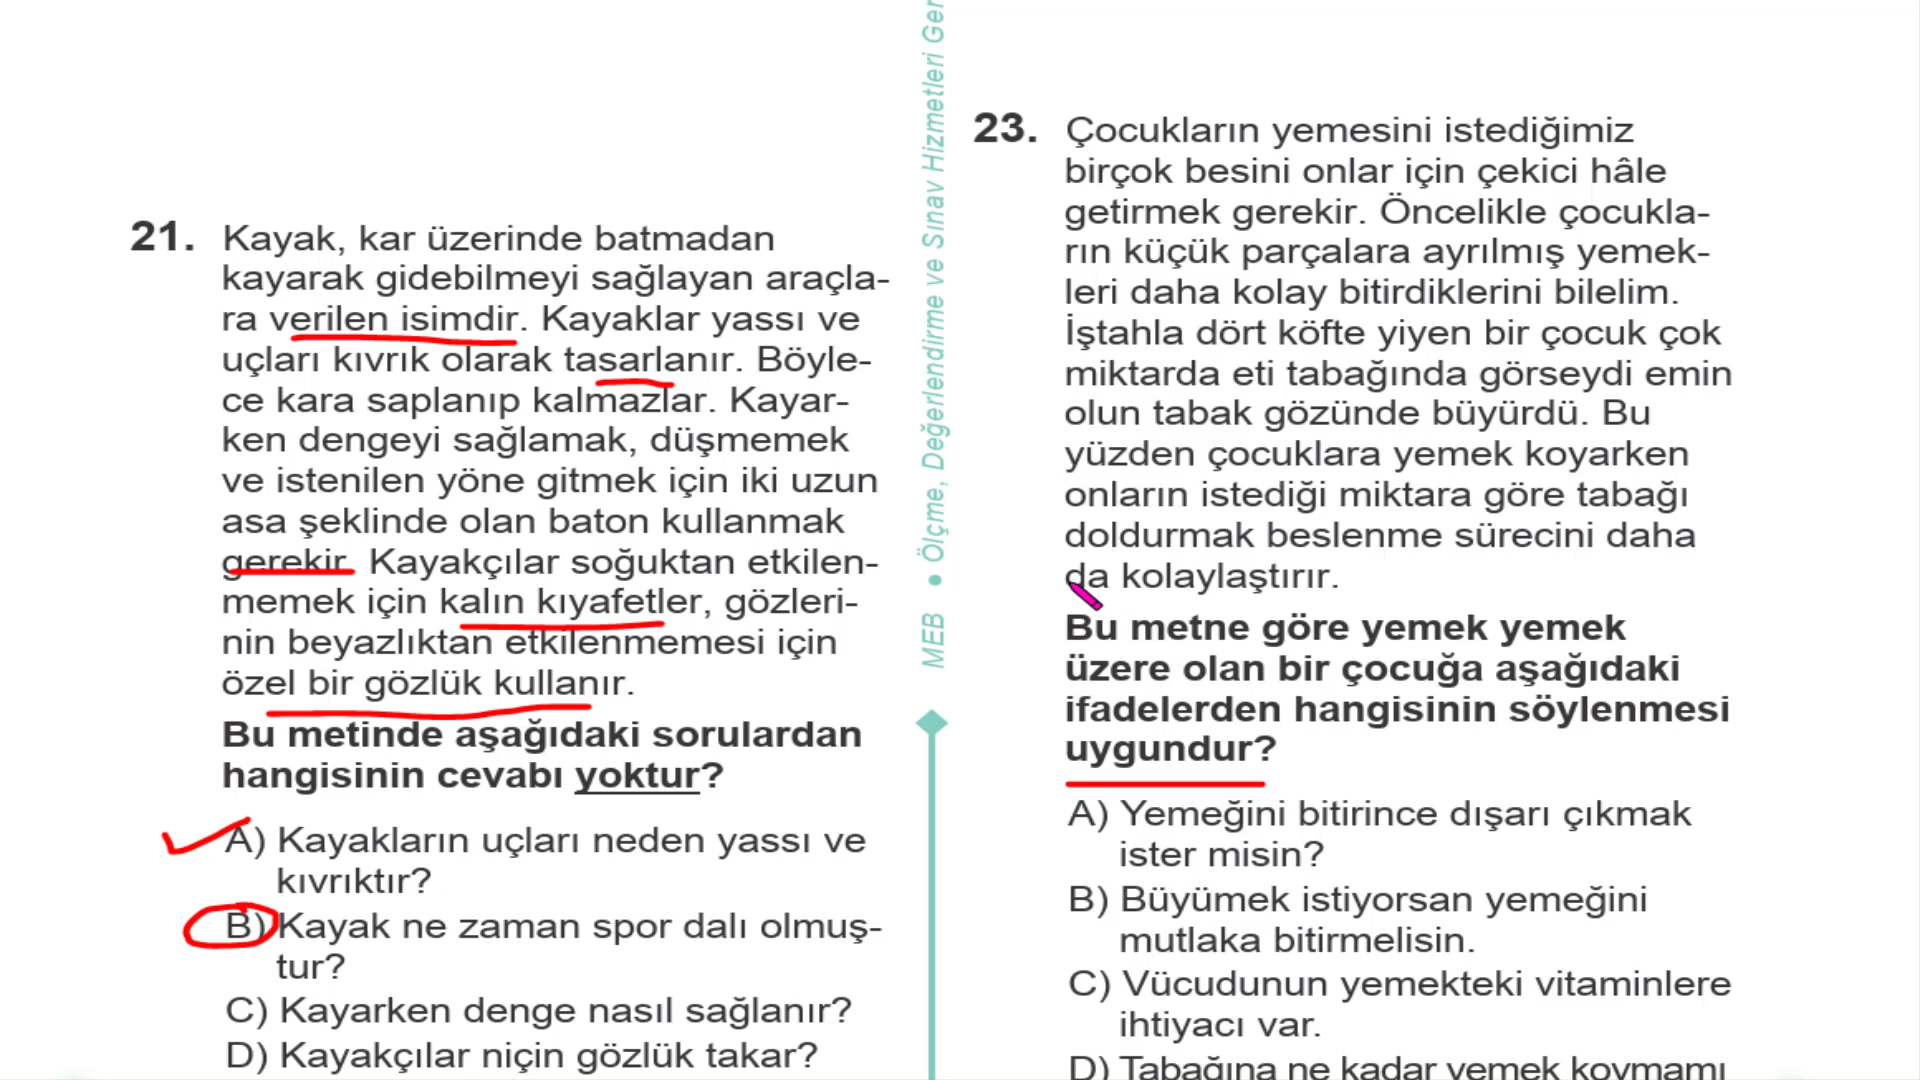 21. Kayak, kar üzerinde batmadan
kayarak gidebilmeyi sağlayan araçla-
ra verilen isimdir. Kayaklar yassı ve
uçları kıvrık olarak tasarlanır. Böyle-
ce kara saplanıp kalmazlar. Kayar-
ken dengeyi sağlamak, düşmemek
ve istenilen yöne gitmek için iki uzun
asa şeklinde olan baton kullanmak
gerekir. Kayakçılar soğuktan etkilen-
memek için kalın kıyafetler, gözleri-
nin beyazlıktan etkilenmemesi için
özel bir gözlük kullanır.
Bu metinde aşağıdaki sorulardan
hangisinin cevabı yoktur?
A) Kayakların uçları neden yassı ve
kıvrıktır?
B) Kayak ne zaman spor dalı olmuş-
tur?
C) Kayarken denge nasıl sağlanır?
D) Kayakçılar niçin gözlük takar?
MEB • Ölçme, Değerlendirme ve Sınav Hizmetleri Ger
23. Çocukların yemesini istediğimiz
birçok besini onlar için çekici hâle
getirmek gerekir. Öncelikle çocukla-
rın küçük parçalara ayrılmış yemek-
leri daha kolay bitirdiklerini bilelim.
İştahla dört köfte yiyen bir çocuk çok
miktarda eti tabağında görseydi emin
olun tabak gözünde büyürdü. Bu
yüzden çocuklara yemek koyarken
onların istediği miktara göre tabağı
doldurmak beslenme sürecini daha
da kolaylaştırır.
Bu metne göre yemek yemek
üzere olan bir çocuğa aşağıdaki
ifadelerden hangisinin söylenmesi
uygundur?
A) Yemeğini bitirince dışarı çıkmak
ister misin?
B) Büyümek istiyorsan yemeğini
mutlaka bitirmelisin.
C) Vücudunun yemekteki vitaminlere
ihtiyacı var.
D) Tabağına ne kadar yemek koymamı